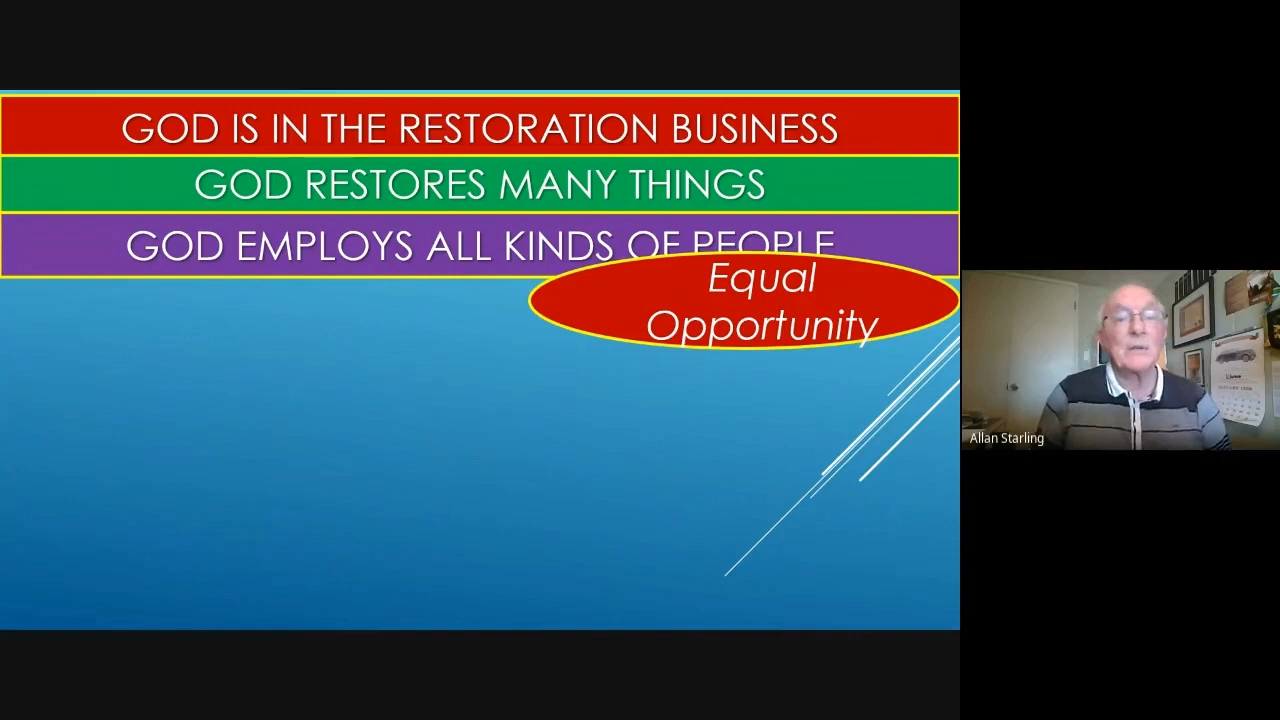 GOD IS IN THE RESTORATION BUSINESS
GOD RESTORES MANY THINGS
GOD EMPLOYS ALL KINDS OF PEOPLE
Equal
Opportunity
Allan Starling